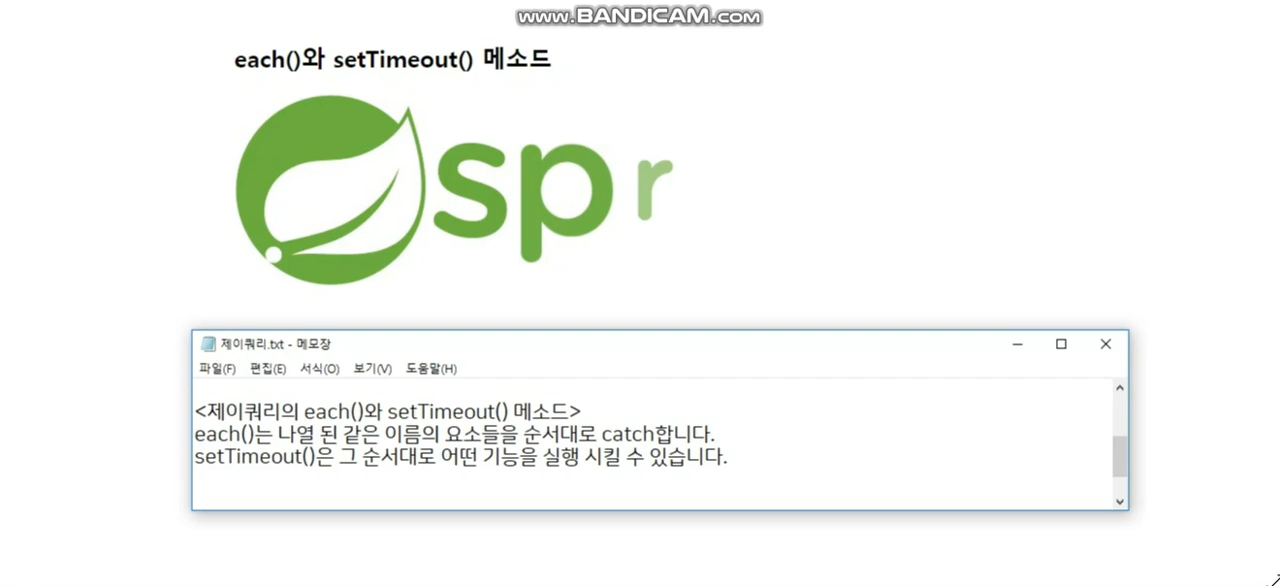 www.BANDICAM.com
each()와 setTimeout() 메소드
spr
제이쿼리.txt - 메모장
파일(F) 편집(E) 서식(O) 보기(V) 도움말(H)
<제이쿼리의 each()와 setTimeout() 메소드>
each()는 나열 된 같은 이름의 요소들을 순서대로 catch합니다.
setTimeout()은 그 순서대로 어떤 기능을 실행 시킬 수 있습니다.